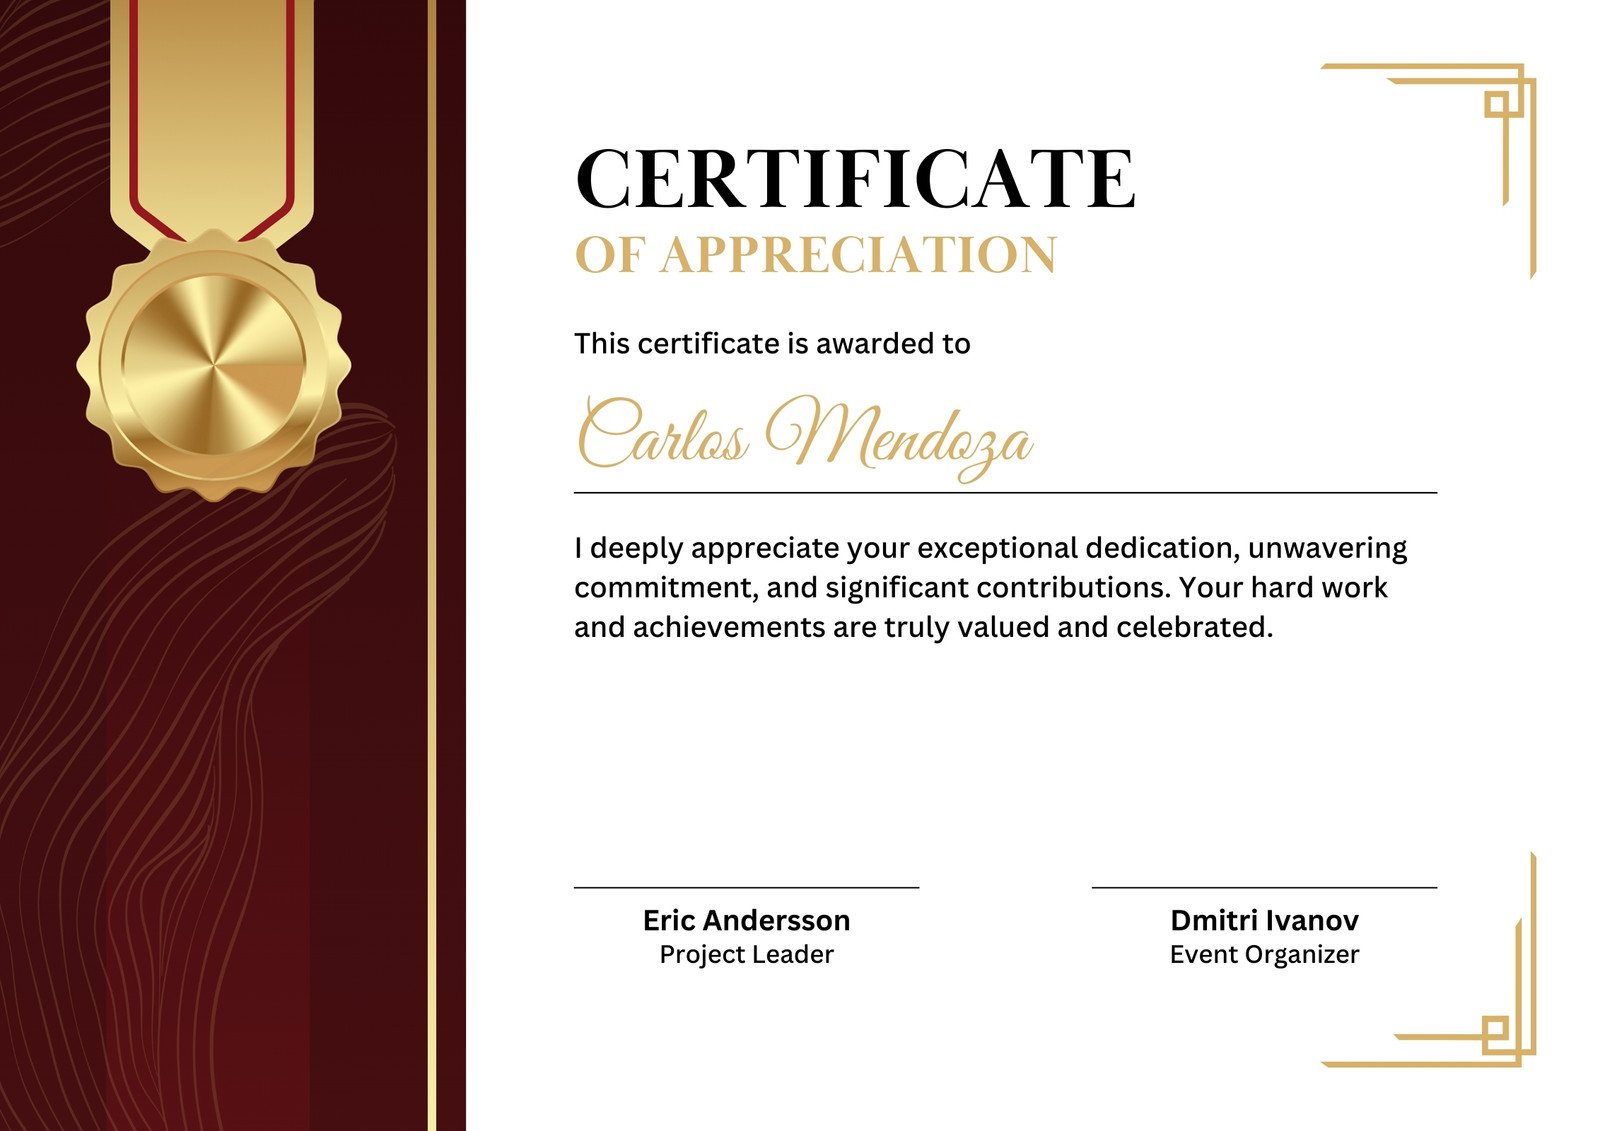 CERTIFICATE
OF APPRECIATION
This certificate is awarded to
Carlos Mendoza
I deeply appreciate your exceptional dedication, unwavering
commitment, and significant contributions. Your hard work
and achievements are truly valued and celebrated.
Eric Andersson
Project Leader
Dmitri Ivanov
Event Organizer